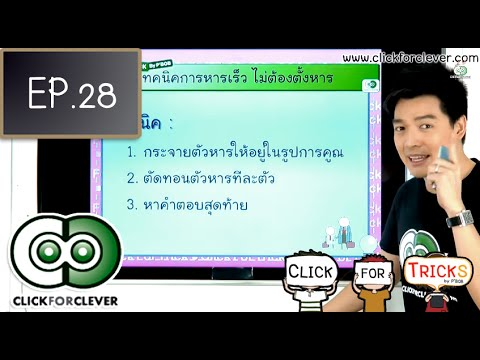 www.clickforclever.com
EP.28
K By P'BOB
ทคนิคการหารเร็ว ไม่ต้องตั้งหาร
นิค :
1. กระจายตัวหารให้อยู่ในรูปการคูณ
2. ตัดทอนตัวหารทีละตัว
3. หาคำตอบสุดท้าย
CLICKFORCLEVER
CLICK FOR TRICKS
by P'BOB